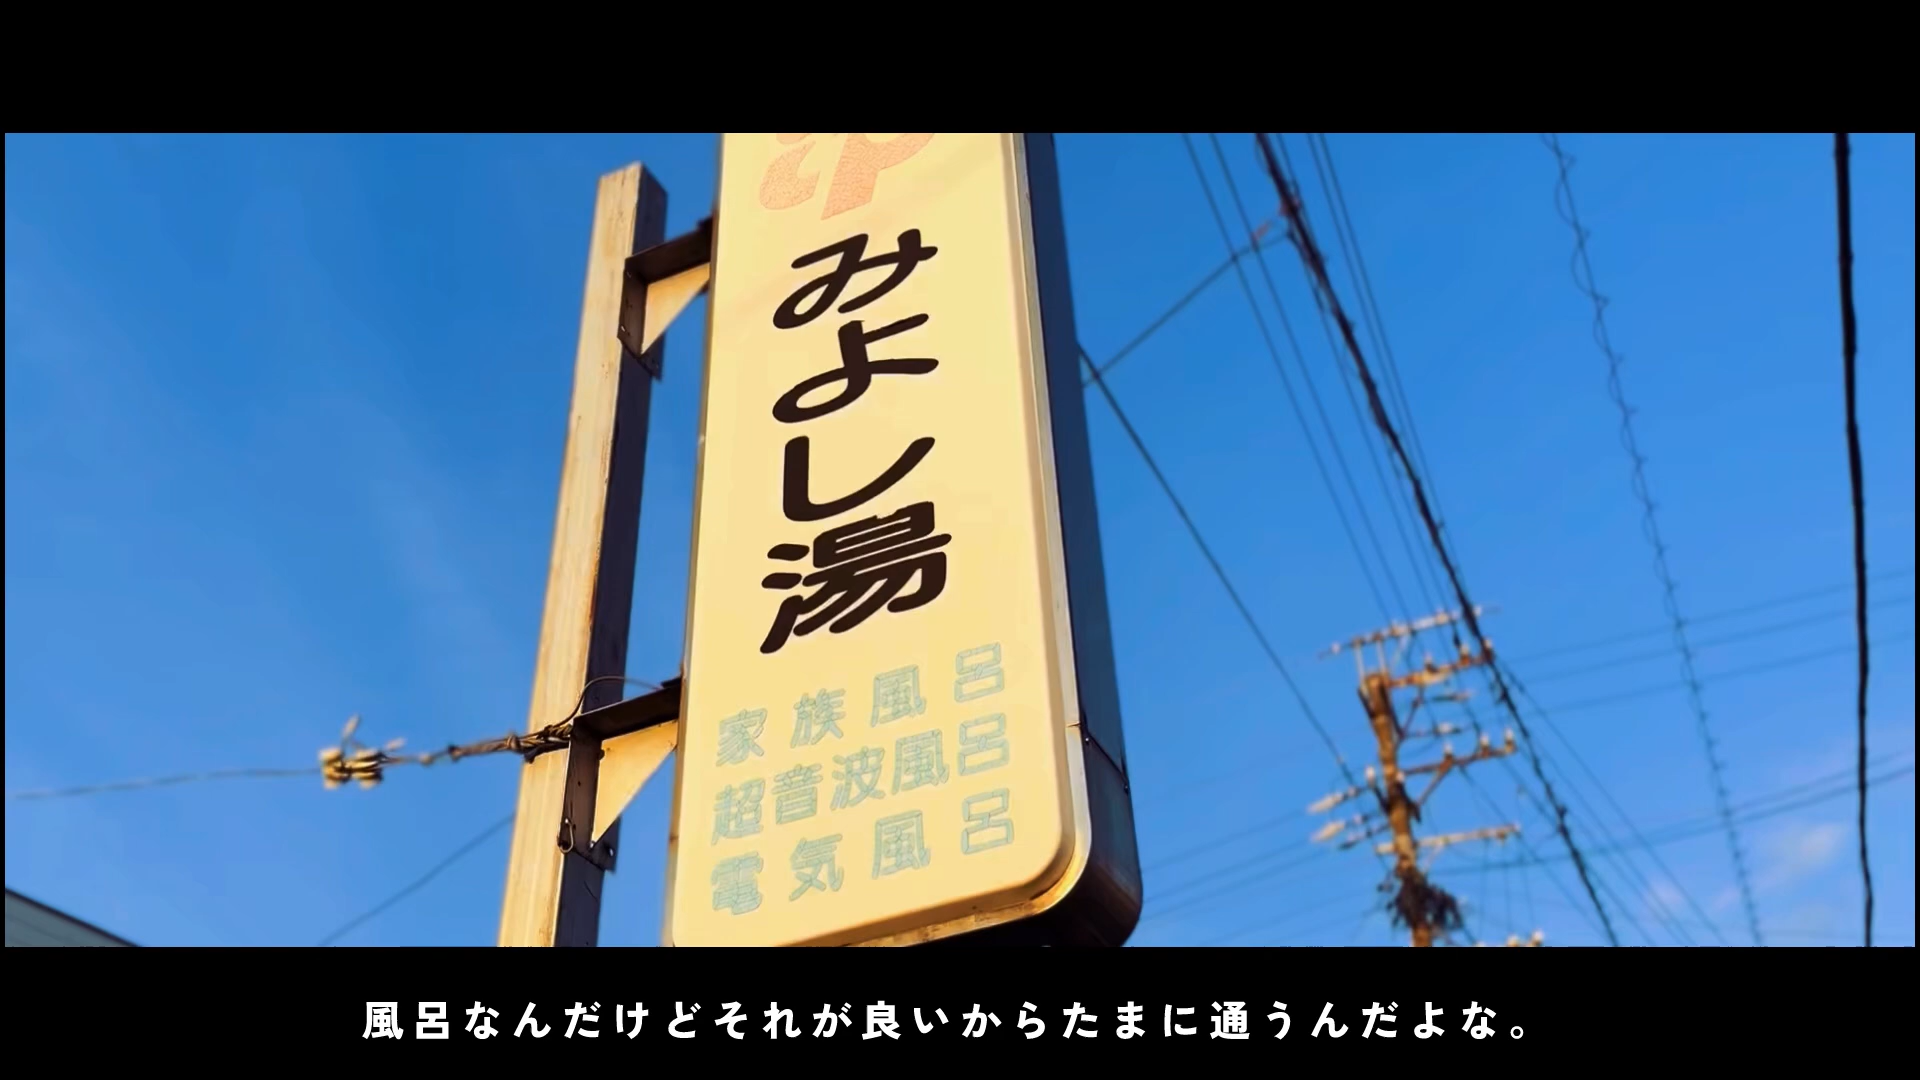 みよし湯
家族風呂
超音波風呂
電気風呂
風呂なんだけどそれが良いからたまに通うんだよな。